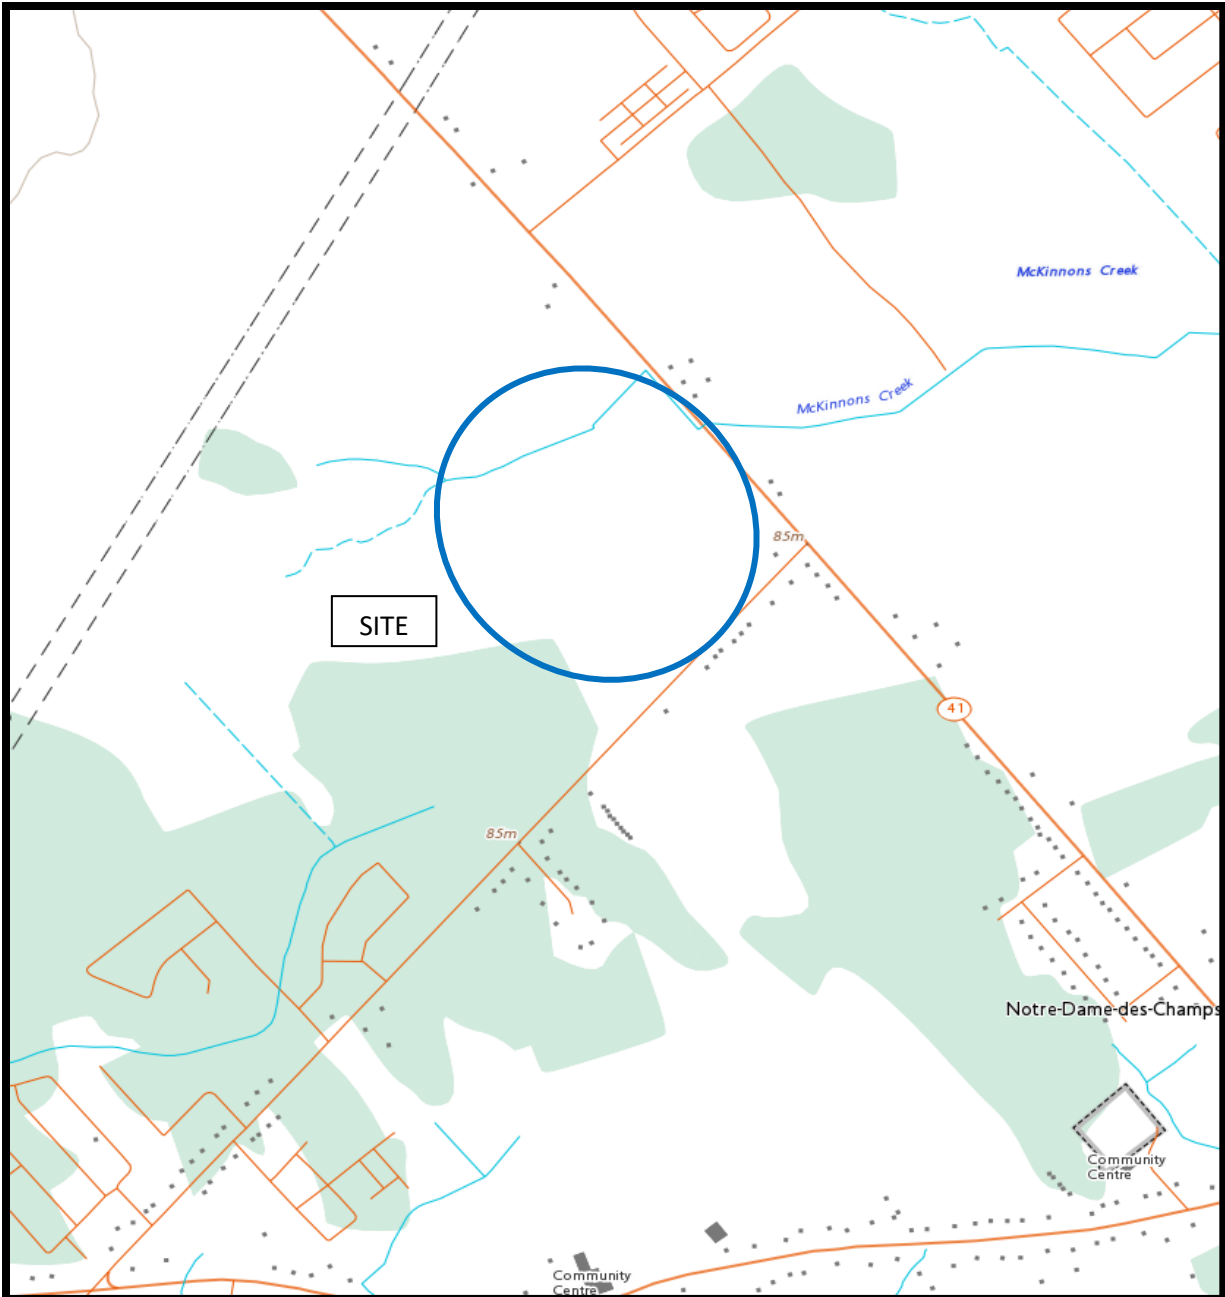 McKinnons Creek
McKinnons Creek
85m
SITE
41
85m
Notre-Dame-des-Champs
Community
Centre
Community
Centre